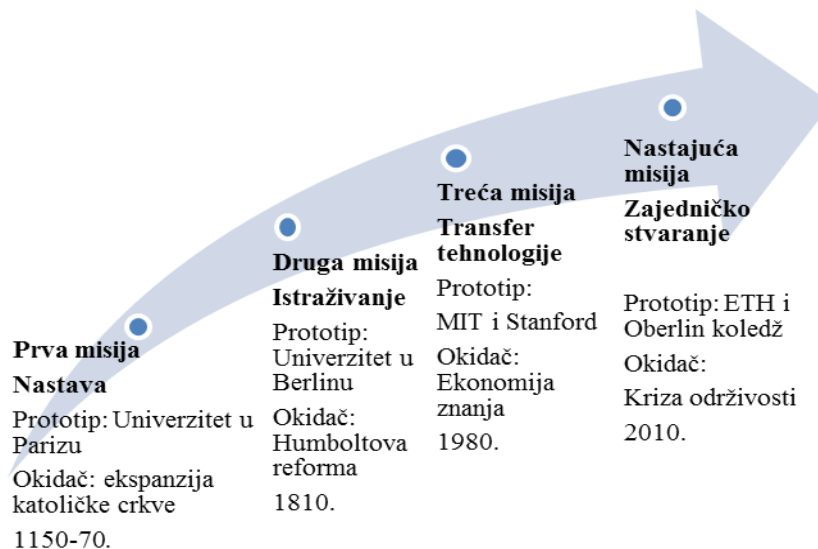 Prva misija
Nastava
Prototip: Univerzitet u
Parizu
Okidač: ekspanzija
katoličke crkve
1150-70.
Druga misija
Istraživanje
Prototip:
Univerzitet u
Berlinu
Okidač:
Humboltova
reforma
1810.
Treća misija
Transfer
tehnologije
Prototip:
MIT i Stanford
Okidač:
Ekonomija
znanja
1980.
Nastajuća
misija
Zajedničko
stvaranje
Prototip: ETH i
Oberlin koledž
Okidač:
Kriza održivosti
2010.